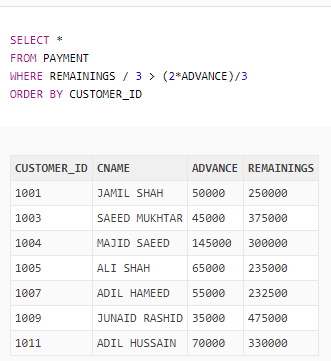 SELECT *
FROM PAYMENT
WHERE REMAININGS / 3 > (2*ADVANCE)/3
ORDER BY CUSTOMER_ID
CUSTOMER_ID CNAME ADVANCE REMAININGS
1001 JAMIL SHAH 50000 250000
1003 SAEED MUKHTAR 45000 375000
1004 MAJID SAEED 145000 300000
1005 ALI SHAH 65000 235000
1007 ADIL HAMEED 55000 232500
1009 JUNAID RASHID 35000 475000
1011 ADIL HUSSAIN 70000 330000